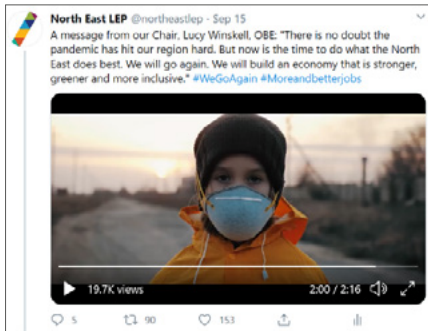 North East LEP @northeastlep · Sep 15
A message from our Chair, Lucy Winskell, OBE: "There is no doubt the
pandemic has hit our region hard. But now is the time to do what the North
East does best. We will go again. We will build an economy that is stronger,
greener and more inclusive." #WeGoAgain #Moreandbetterjobs
19.7K views
2:00 / 2:16
5 90 153